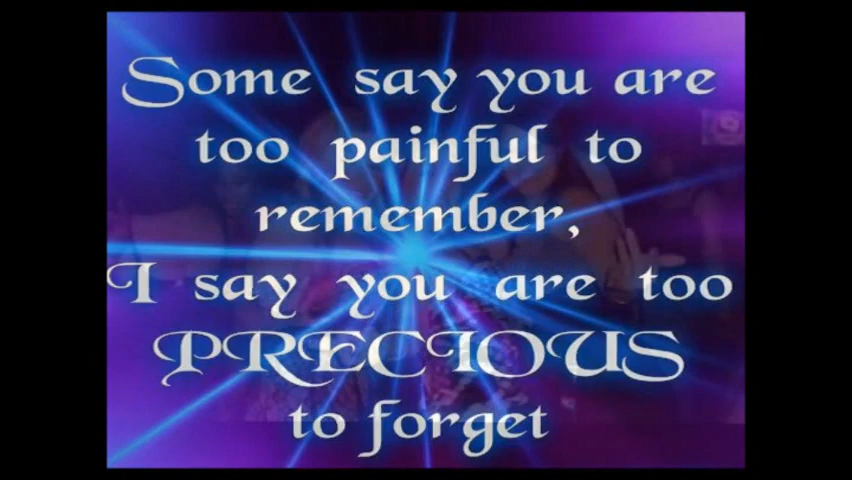 Some say you are
too painful to
remember,
I say you are too
PRECIOUS
to forget